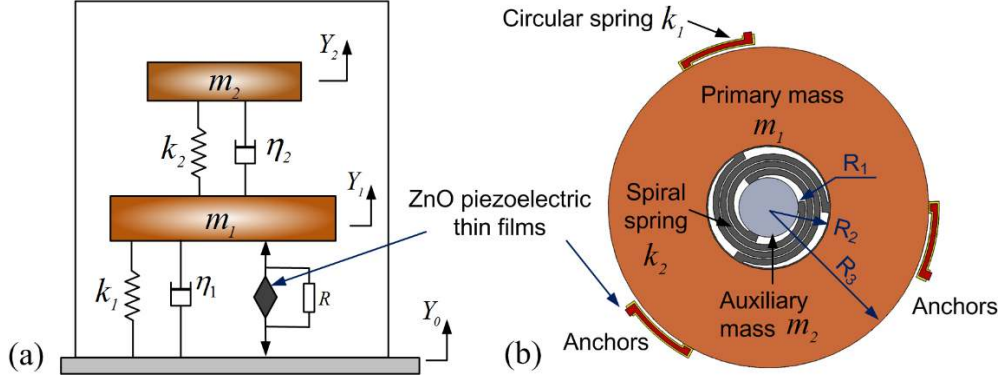 Y₂
m₂
k₂
η₂
Y₁
m₁
k₁
η₁
R
Y₀
(a)
ZnO piezoelectric
thin films
Circular spring k₁
Primary mass
m₁
R₁
Spiral
spring
k₂
R₂
R₃
Auxiliary
mass m₂
Anchors
Anchors
(b)